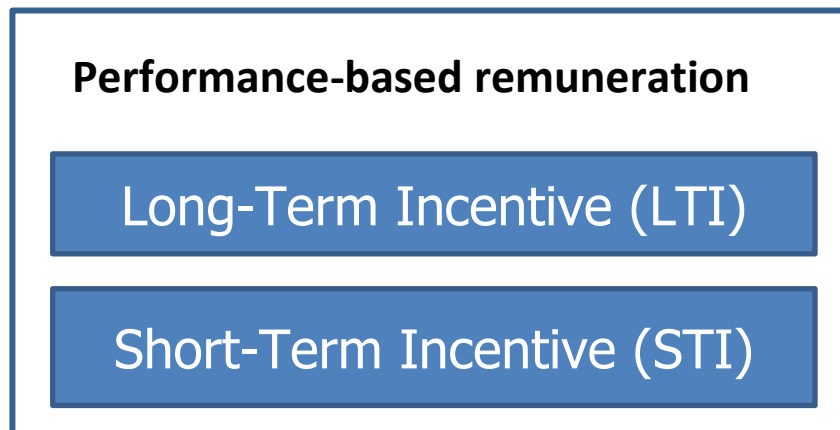 Performance-based remuneration
Long-Term Incentive (LTI)
Short-Term Incentive (STI)